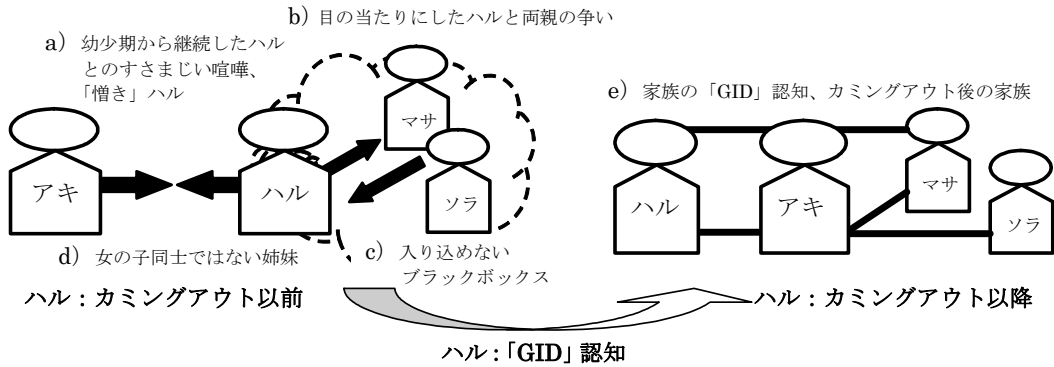 b）目の当たりにしたハルと両親の争い
a）幼少期から継続したハル
とのすさまじい喧嘩、
「憎き」ハル
アキ
ハル
マサ
ソラ
d）女の子同士ではない姉妹
c）入り込めない
ブラックボックス
ハル：カミングアウト以前
e）家族の「GID」認知、カミングアウト後の家族
ハル
アキ
マサ
ソラ
ハル：カミングアウト以降
ハル：「GID」認知